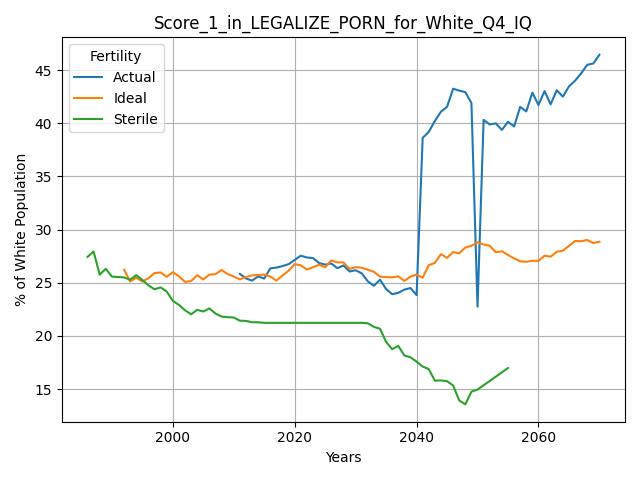 Score_1_in_LEGALIZE_PORN_for_White_Q4_IQ
Fertility
Actual
Ideal
Sterile
% of White Population
45
40
35
30
25
20
15
2000
2020
2040
2060
Years